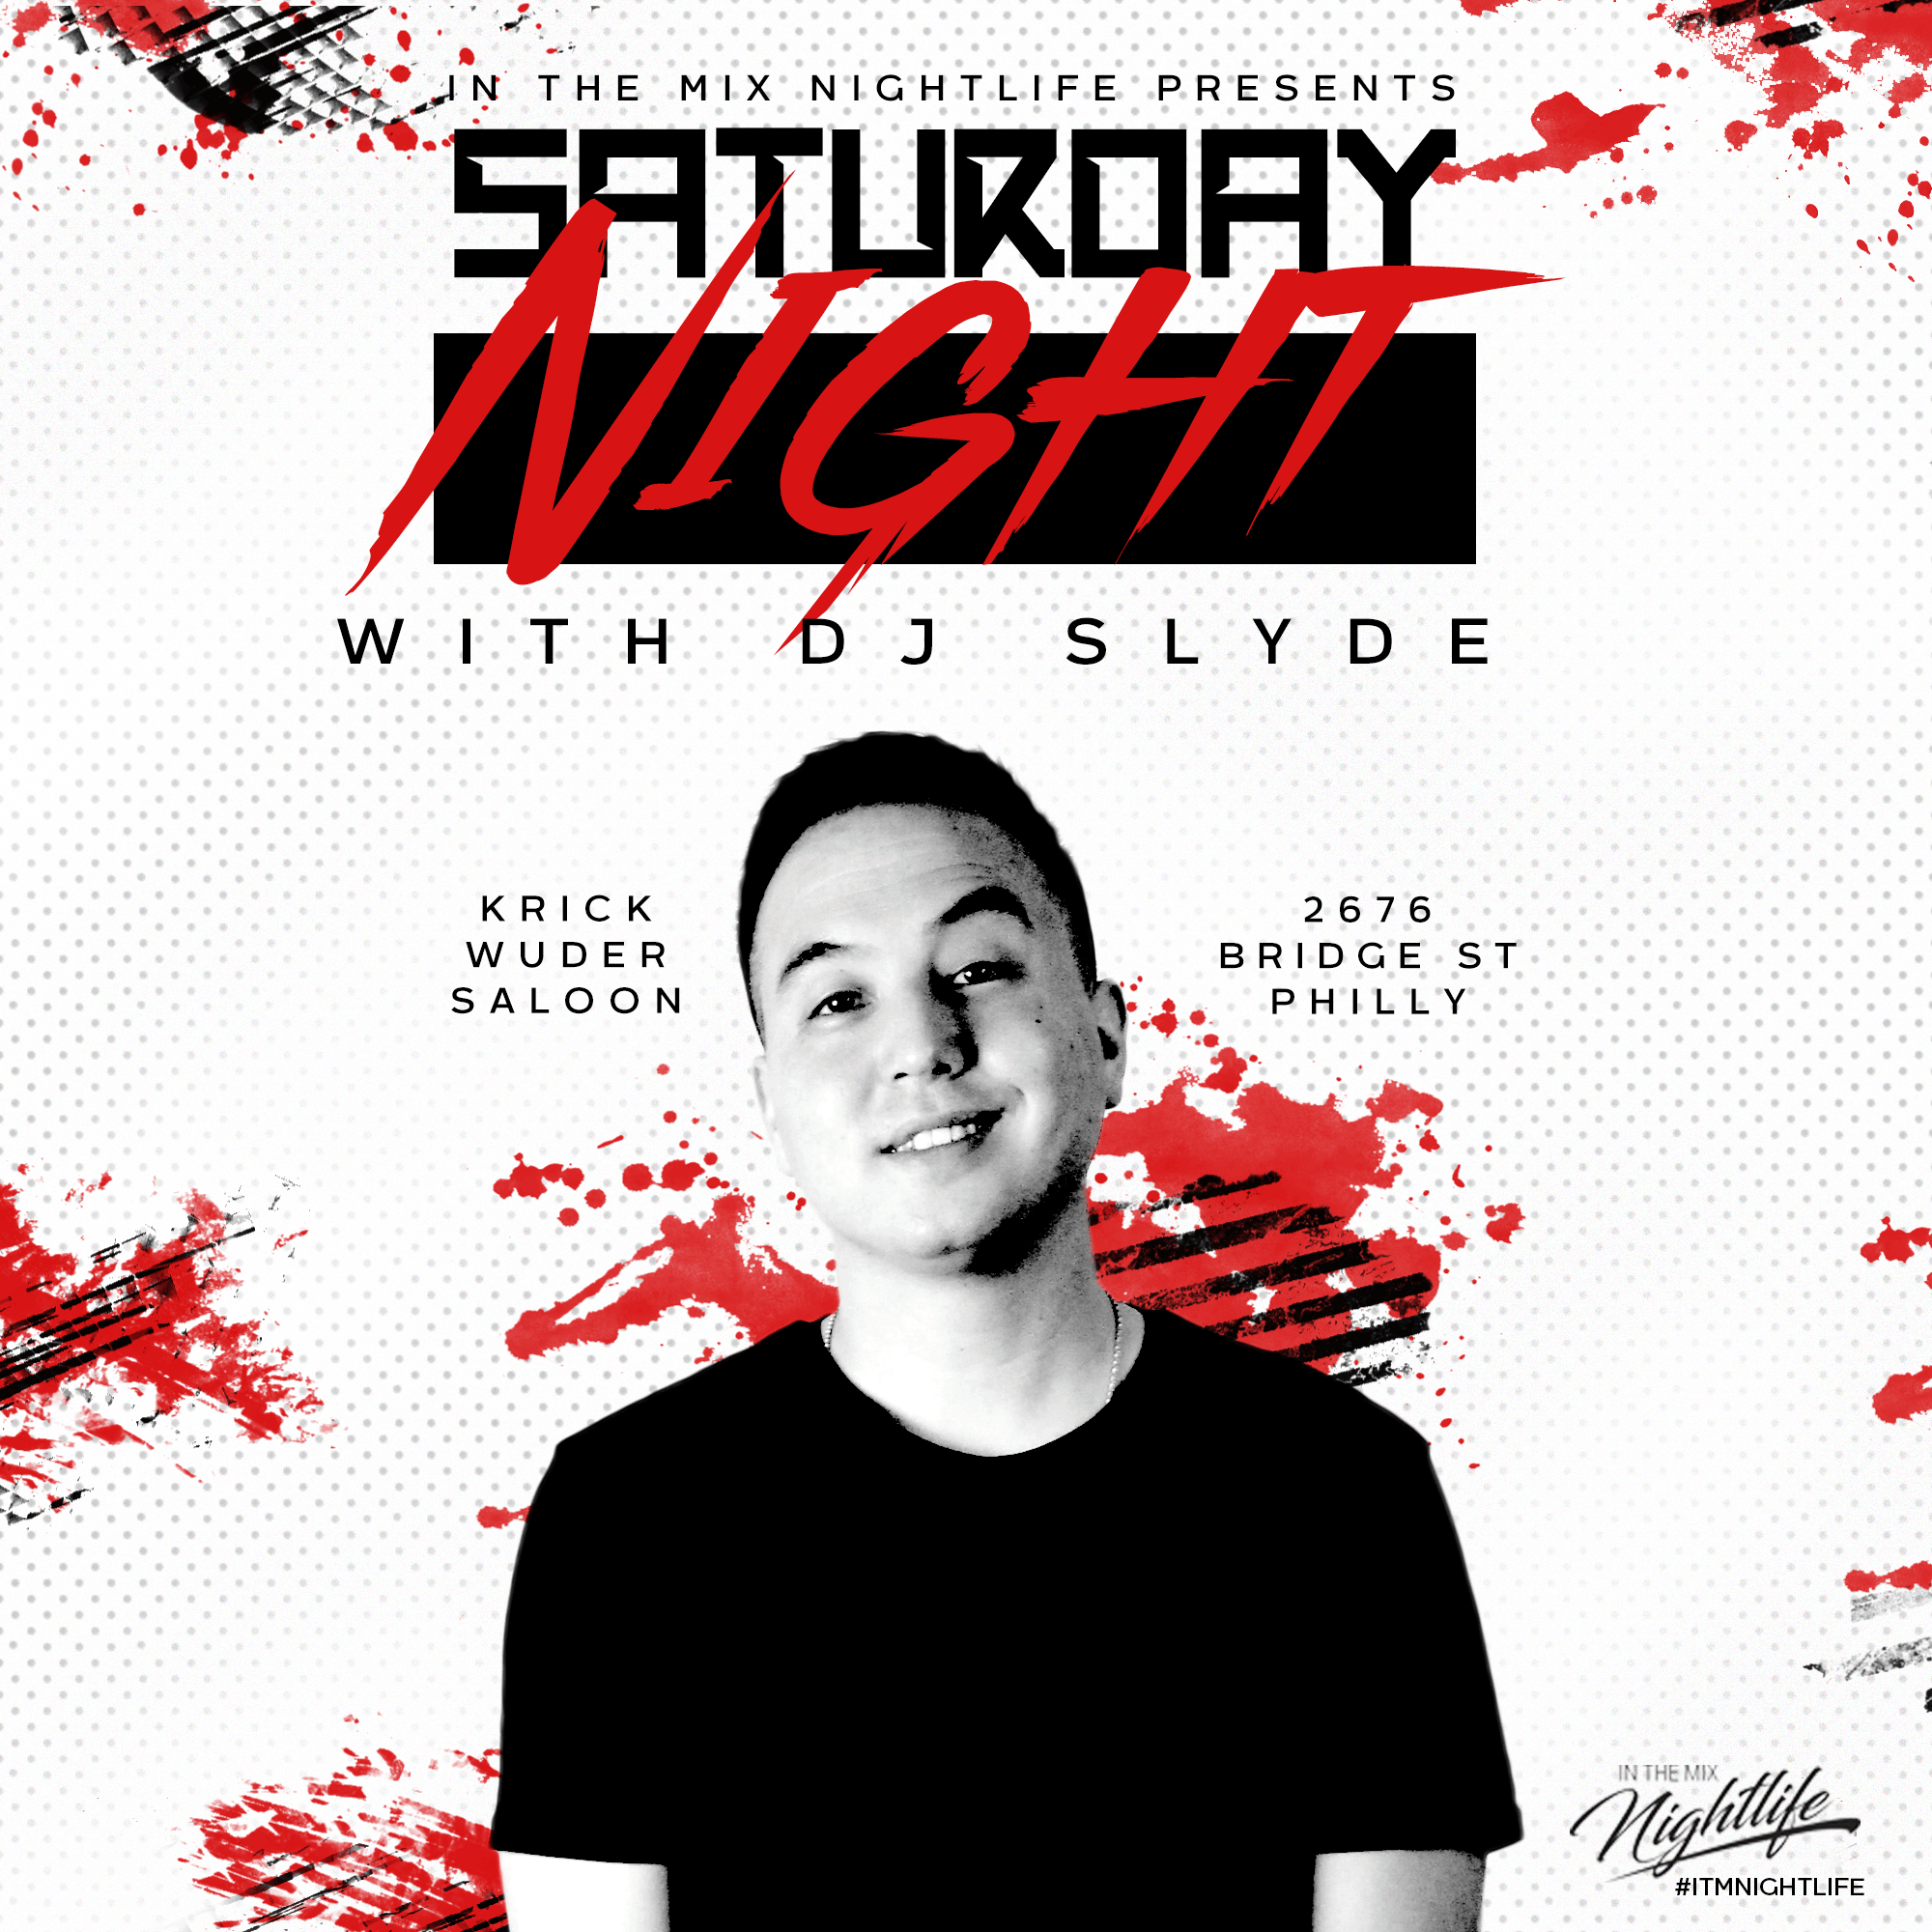 IN THE MIX NIGHTLIFE PRESENTS
SATURDAY
NIGHT
WITH DJ SLYDE
KRICK
WUDER
SALOON
2676
BRIDGE ST
PHILLY
IN THE MIX
Nightlife
#ITMNIGHTLIFE